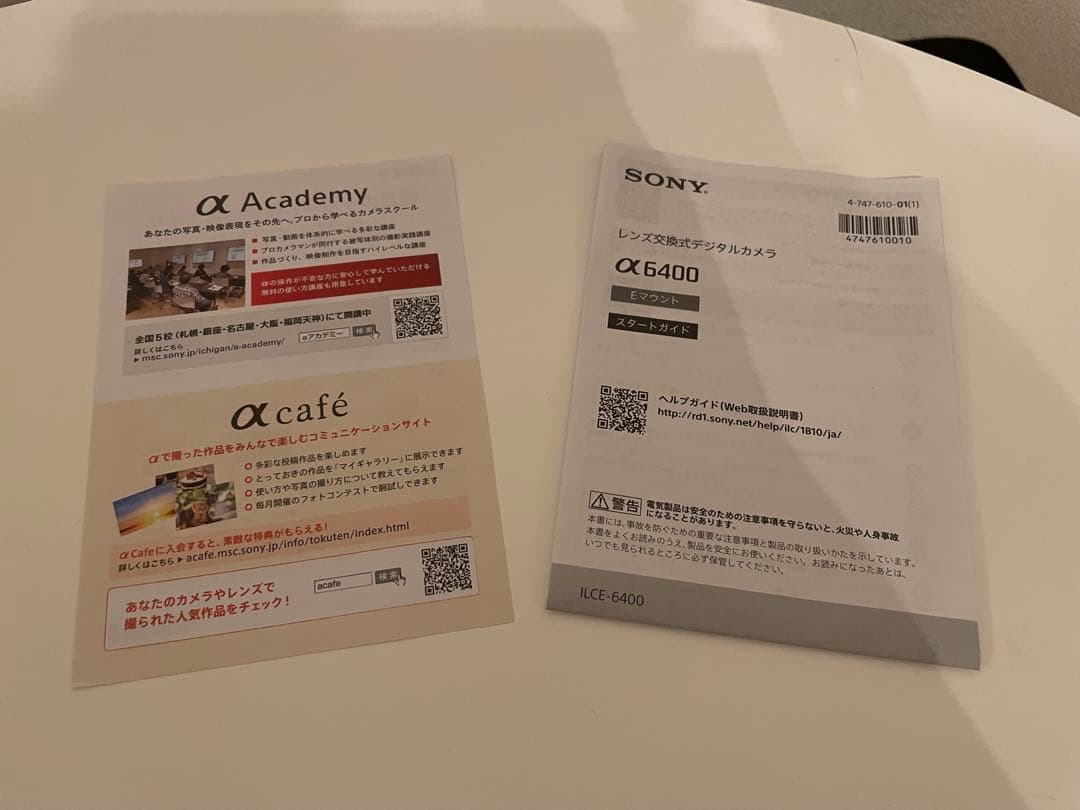 α Academy
あなたの写真・映像表現をその先へ。プロから学べるカメラスクール
■ 写真・動画を体系的に学べる多彩な講座
■ プロカメラマンが同行する被写体別の撮影実践講座
■ 作品づくり、映像制作を目指すハイレベルな講座
αの操作が不安な方に安心して学んでいただける
無料の使い方講座も用意しています
全国5校(札幌・銀座・名古屋・大阪・福岡天神)にて開講中
詳しくはこちら
▶ msc.sony.jp/ichigan/a-academy/
αアカデミー 検索
α café
αで撮った作品をみんなで楽しむコミュニケーションサイト
多彩な投稿作品を楽しめます
とっておきの作品を「マイギャラリー」に展示できます
使い方や写真の撮り方について教えてもらえます
毎月開催のフォトコンテストで腕試しできます
α Cafeに入会すると、素敵な特典がもらえる!
詳しくはこちら ▶ acafe.msc.sony.jp/info/tokuten/index.html
あなたのカメラやレンズで
撮られた人気作品をチェック!
acafe 検索
SONY
4-747-610-01(1)
4747610010
レンズ交換式デジタルカメラ
α6400
Eマウント
スタートガイド
ヘルプガイド(Web取扱説明書)
http://rd1.sony.net/help/ilc/1810/ja/
警告 電気製品は安全のための注意事項を守らないと、火災や人身事故
になることがあります。
本書には、事故を防ぐための重要な注意事項と製品の取り扱いかたを示しています。
本書をよくお読みのうえ、製品を安全にお使いください。お読みになったあとは、
いつでも見られるところに必ず保管してください。
ILCE-6400